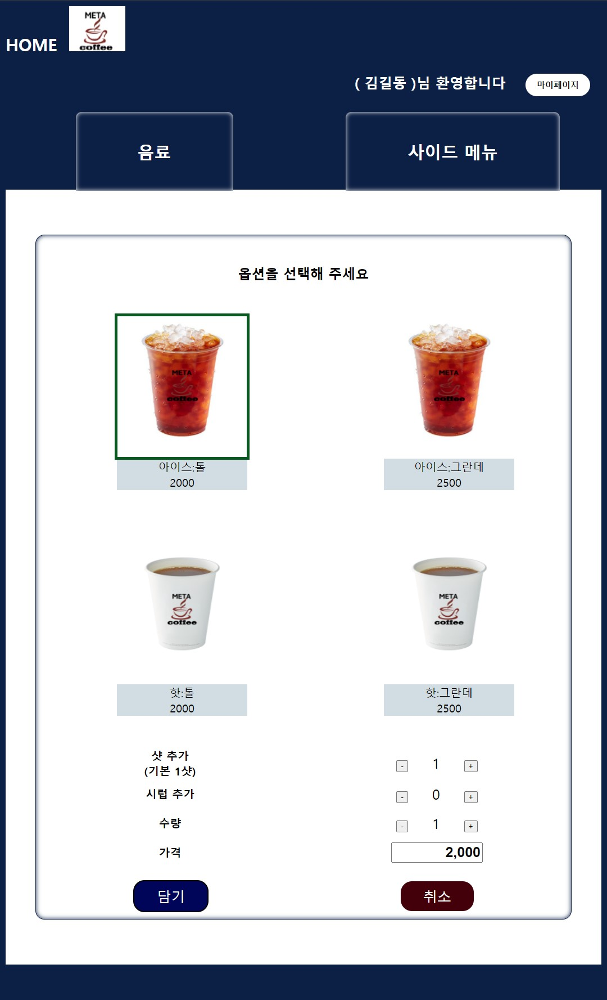 META
coffee
HOME
( 김길동 )님 환영합니다
마이페이지
음료
사이드 메뉴
옵션을 선택해 주세요
META
coffee
META
coffee
아이스:톨
2000
아이스:그란데
2500
META
coffee
META
coffee
핫:톨
2000
핫:그란데
2500
샷 추가
(기본 1샷)
- 1 +
시럽 추가
- 0 +
수량
- 1 +
가격
2,000
담기
취소